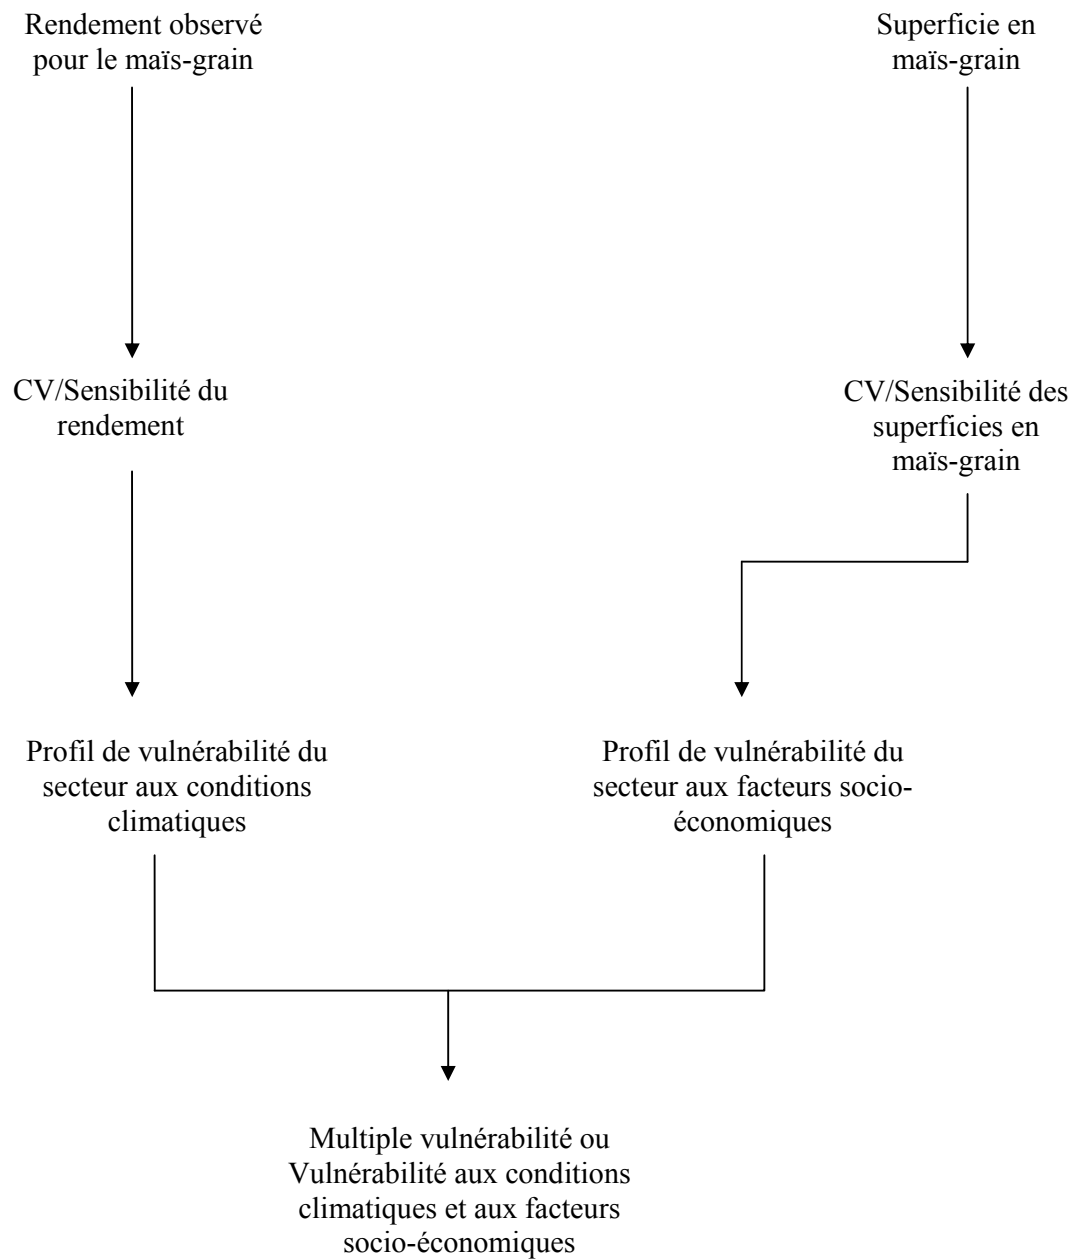 Rendement observé
pour le maïs-grain
Superficie en
maïs-grain
CV/Sensibilité du
rendement
CV/Sensibilité des
superficies en
maïs-grain
Profil de vulnérabilité du
secteur aux conditions
climatiques
Profil de vulnérabilité du
secteur aux facteurs socio-
économiques
Multiple vulnérabilité ou
Vulnérabilité aux conditions
climatiques et aux facteurs
socio-économiques